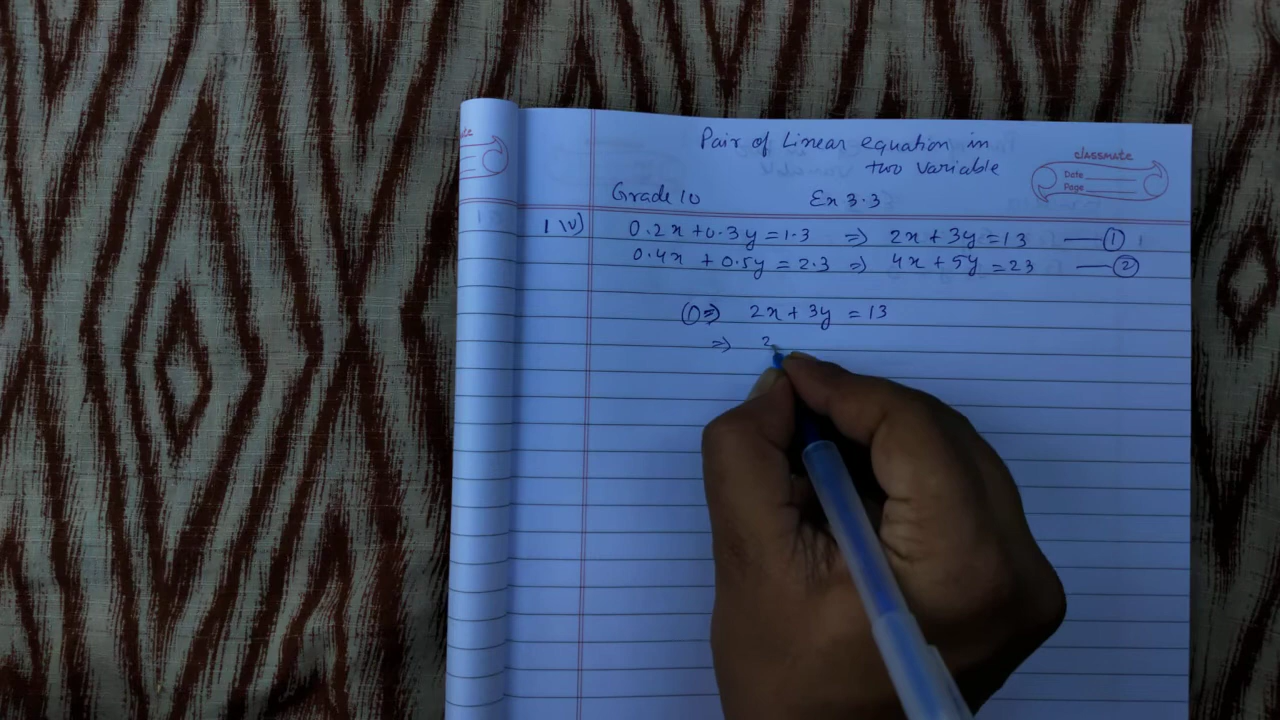 Pair of Linear equation in
two variable
classmate
Date
Page
Grade 10 Ex 3.3
1 iv) 0.2x + 0.3y = 1.3 ⇒ 2x + 3y = 13 —— ①
0.4x + 0.5y = 2.3 ⇒ 4x + 5y = 23 —— ②
① ⇒ 2x + 3y = 13
⇒ 2